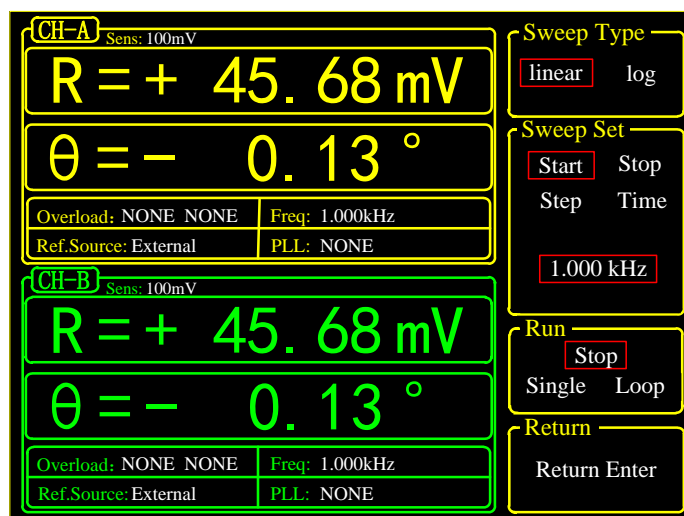 CH-A Sens: 100mV
R = + 45. 68 mV
θ = - 0. 13 °
Overload: NONE NONE Freq: 1.000kHz
Ref.Source: External PLL: NONE
CH-B Sens: 100mV
R = + 45. 68 mV
θ = - 0. 13 °
Overload: NONE NONE Freq: 1.000kHz
Ref.Source: External PLL: NONE
Sweep Type
linear log
Sweep Set
Start Stop
Step Time
1.000 kHz
Run
Stop
Single Loop
Return
Return Enter